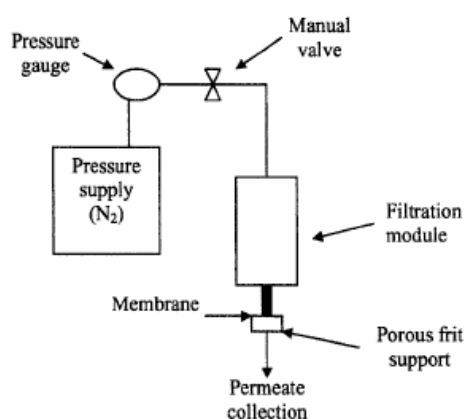 Pressure
gauge
Manual
valve
Pressure
supply
(N₂)
Filtration
module
Membrane
Porous frit
support
Permeate
collection